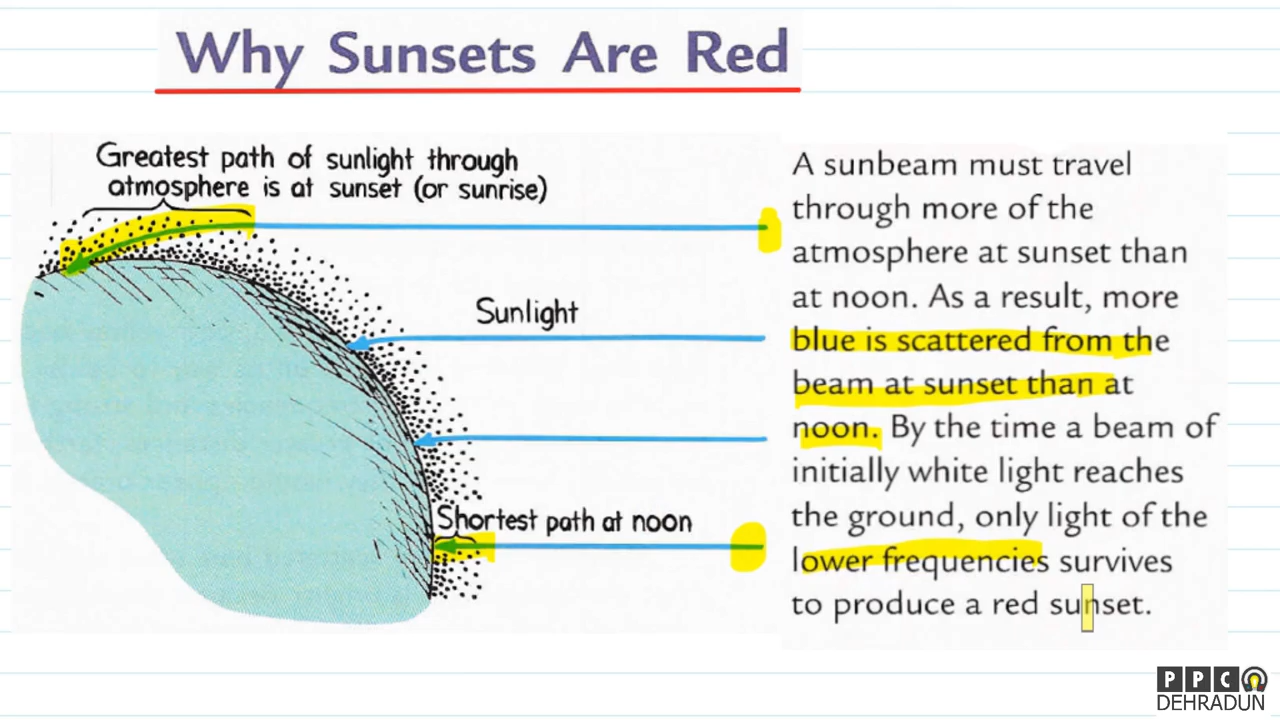 Why Sunsets Are Red
Greatest path of sunlight through
atmosphere is at sunset (or sunrise)
Sunlight
Shortest path at noon
A sunbeam must travel
through more of the
atmosphere at sunset than
at noon. As a result, more
blue is scattered from the
beam at sunset than at
noon. By the time a beam of
initially white light reaches
the ground, only light of the
lower frequencies survives
to produce a red sunset.
PPC
DEHRADUN